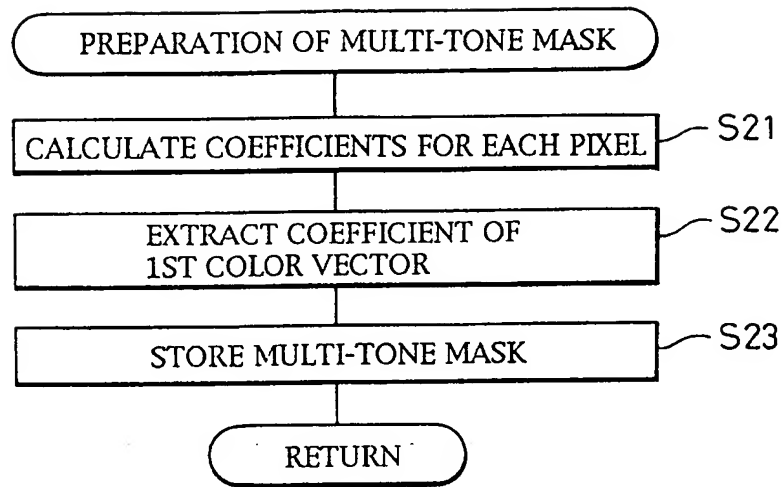 PREPARATION OF MULTI-TONE MASK
CALCULATE COEFFICIENTS FOR EACH PIXEL
S21
EXTRACT COEFFICIENT OF
1ST COLOR VECTOR
S22
STORE MULTI-TONE MASK
S23
RETURN